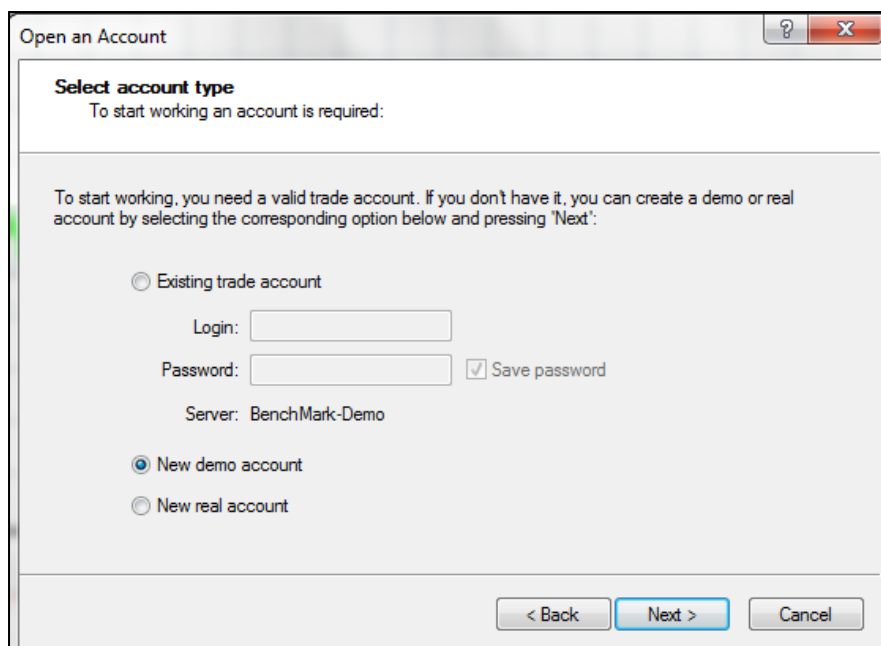 Open an Account
Select account type
To start working an account is required:
To start working, you need a valid trade account. If you don't have it, you can create a demo or real
account by selecting the corresponding option below and pressing 'Next':
Existing trade account
Login:
Password: Save password
Server: BenchMark-Demo
New demo account
New real account
< Back Next > Cancel